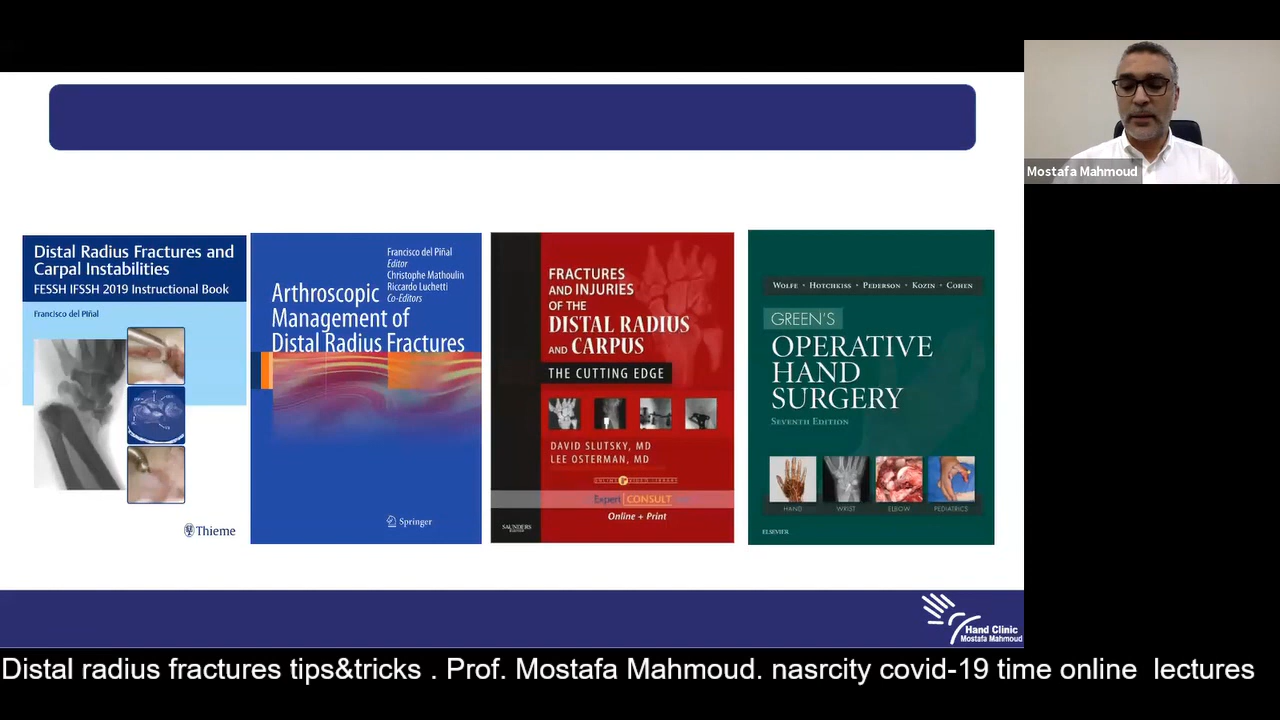 Mostafa Mahmoud
Distal Radius Fractures and
Carpal Instabilities
FESSH IFSSH 2019 Instructional Book
Francisco del Piñal
Thieme
Francisco del Piñal
Editor
Christophe Mathoulin
Riccardo Luchetti
Co-Editors
Arthroscopic
Management of
Distal Radius Fractures
Springer
FRACTURES
AND INJURIES
OF THE
DISTAL RADIUS
AND CARPUS
THE CUTTING EDGE
DAVID SLUTSKY, MD
LEE OSTERMAN, MD
Expert CONSULT
Online + Print
SAUNDERS
WOLFE • HOTCHKISS • PEDERSON • KOZIN • COHEN
GREEN'S
OPERATIVE
HAND
SURGERY
SEVENTH EDITION
HAND WRIST ELBOW PEDIATRICS
ELSEVIER
Hand Clinic
Mostafa Mahmoud
Distal radius fractures tips&tricks . Prof. Mostafa Mahmoud. nasrcity covid-19 time online lectures